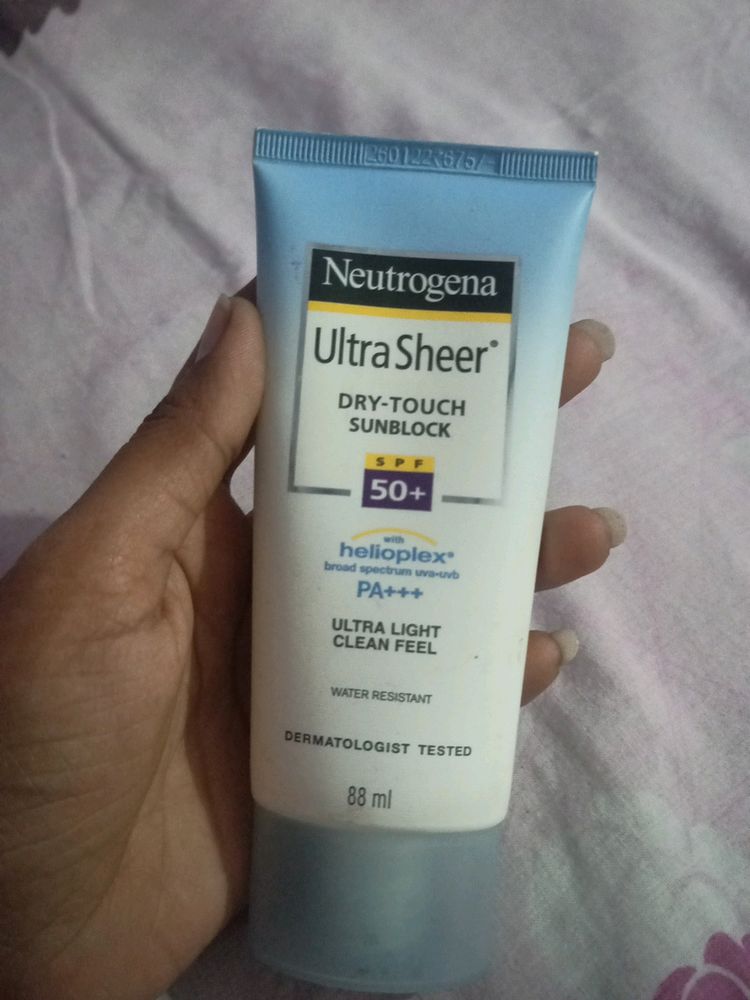 Neutrogena
Ultra Sheer®
DRY-TOUCH
SUNBLOCK
SPF
50+
with
helioplex®
broad spectrum uva-uvb
PA+++
ULTRA LIGHT
CLEAN FEEL
WATER RESISTANT
DERMATOLOGIST TESTED
88 ml